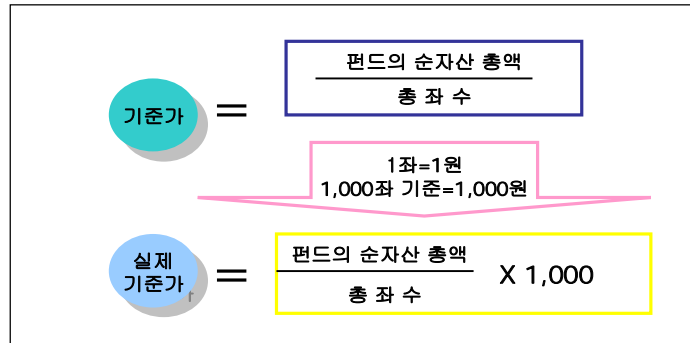 기준가 =
펀드의 순자산 총액
총 좌 수
1좌=1원
1,000좌 기준=1,000원
실제
기준가 =
펀드의 순자산 총액
총 좌 수
X 1,000